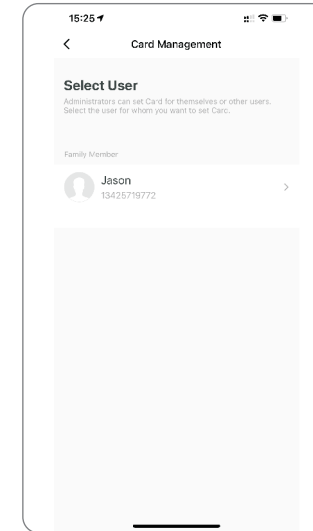 15:25
Card Management
Select User
Administrators can set Card for themselves or other users.
Select the user for whom you want to set Carc.
Family Member
Jason
13425719772